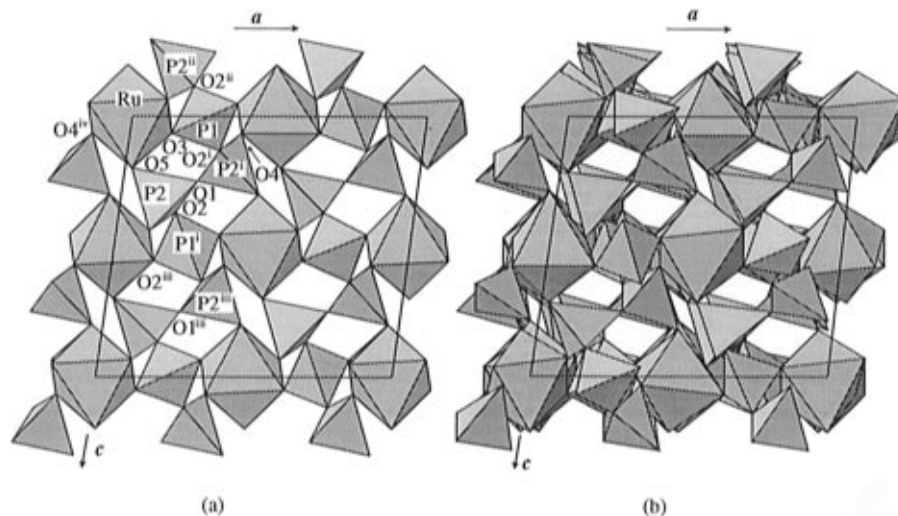 a
a
P2ii
O2ii
Ru
P1
O4iv
O3
O2i
P2i
O5
O4
P2
O1
O2
P1i
O2iii
P2iii
O1iii
c
c
(a)
(b)